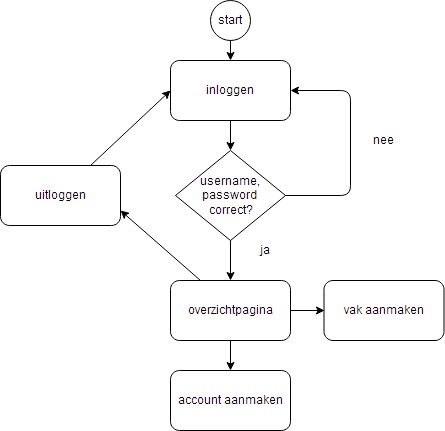 start
inloggen
nee
username,
password
correct?
uitloggen
ja
overzichtpagina
vak aanmaken
account aanmaken